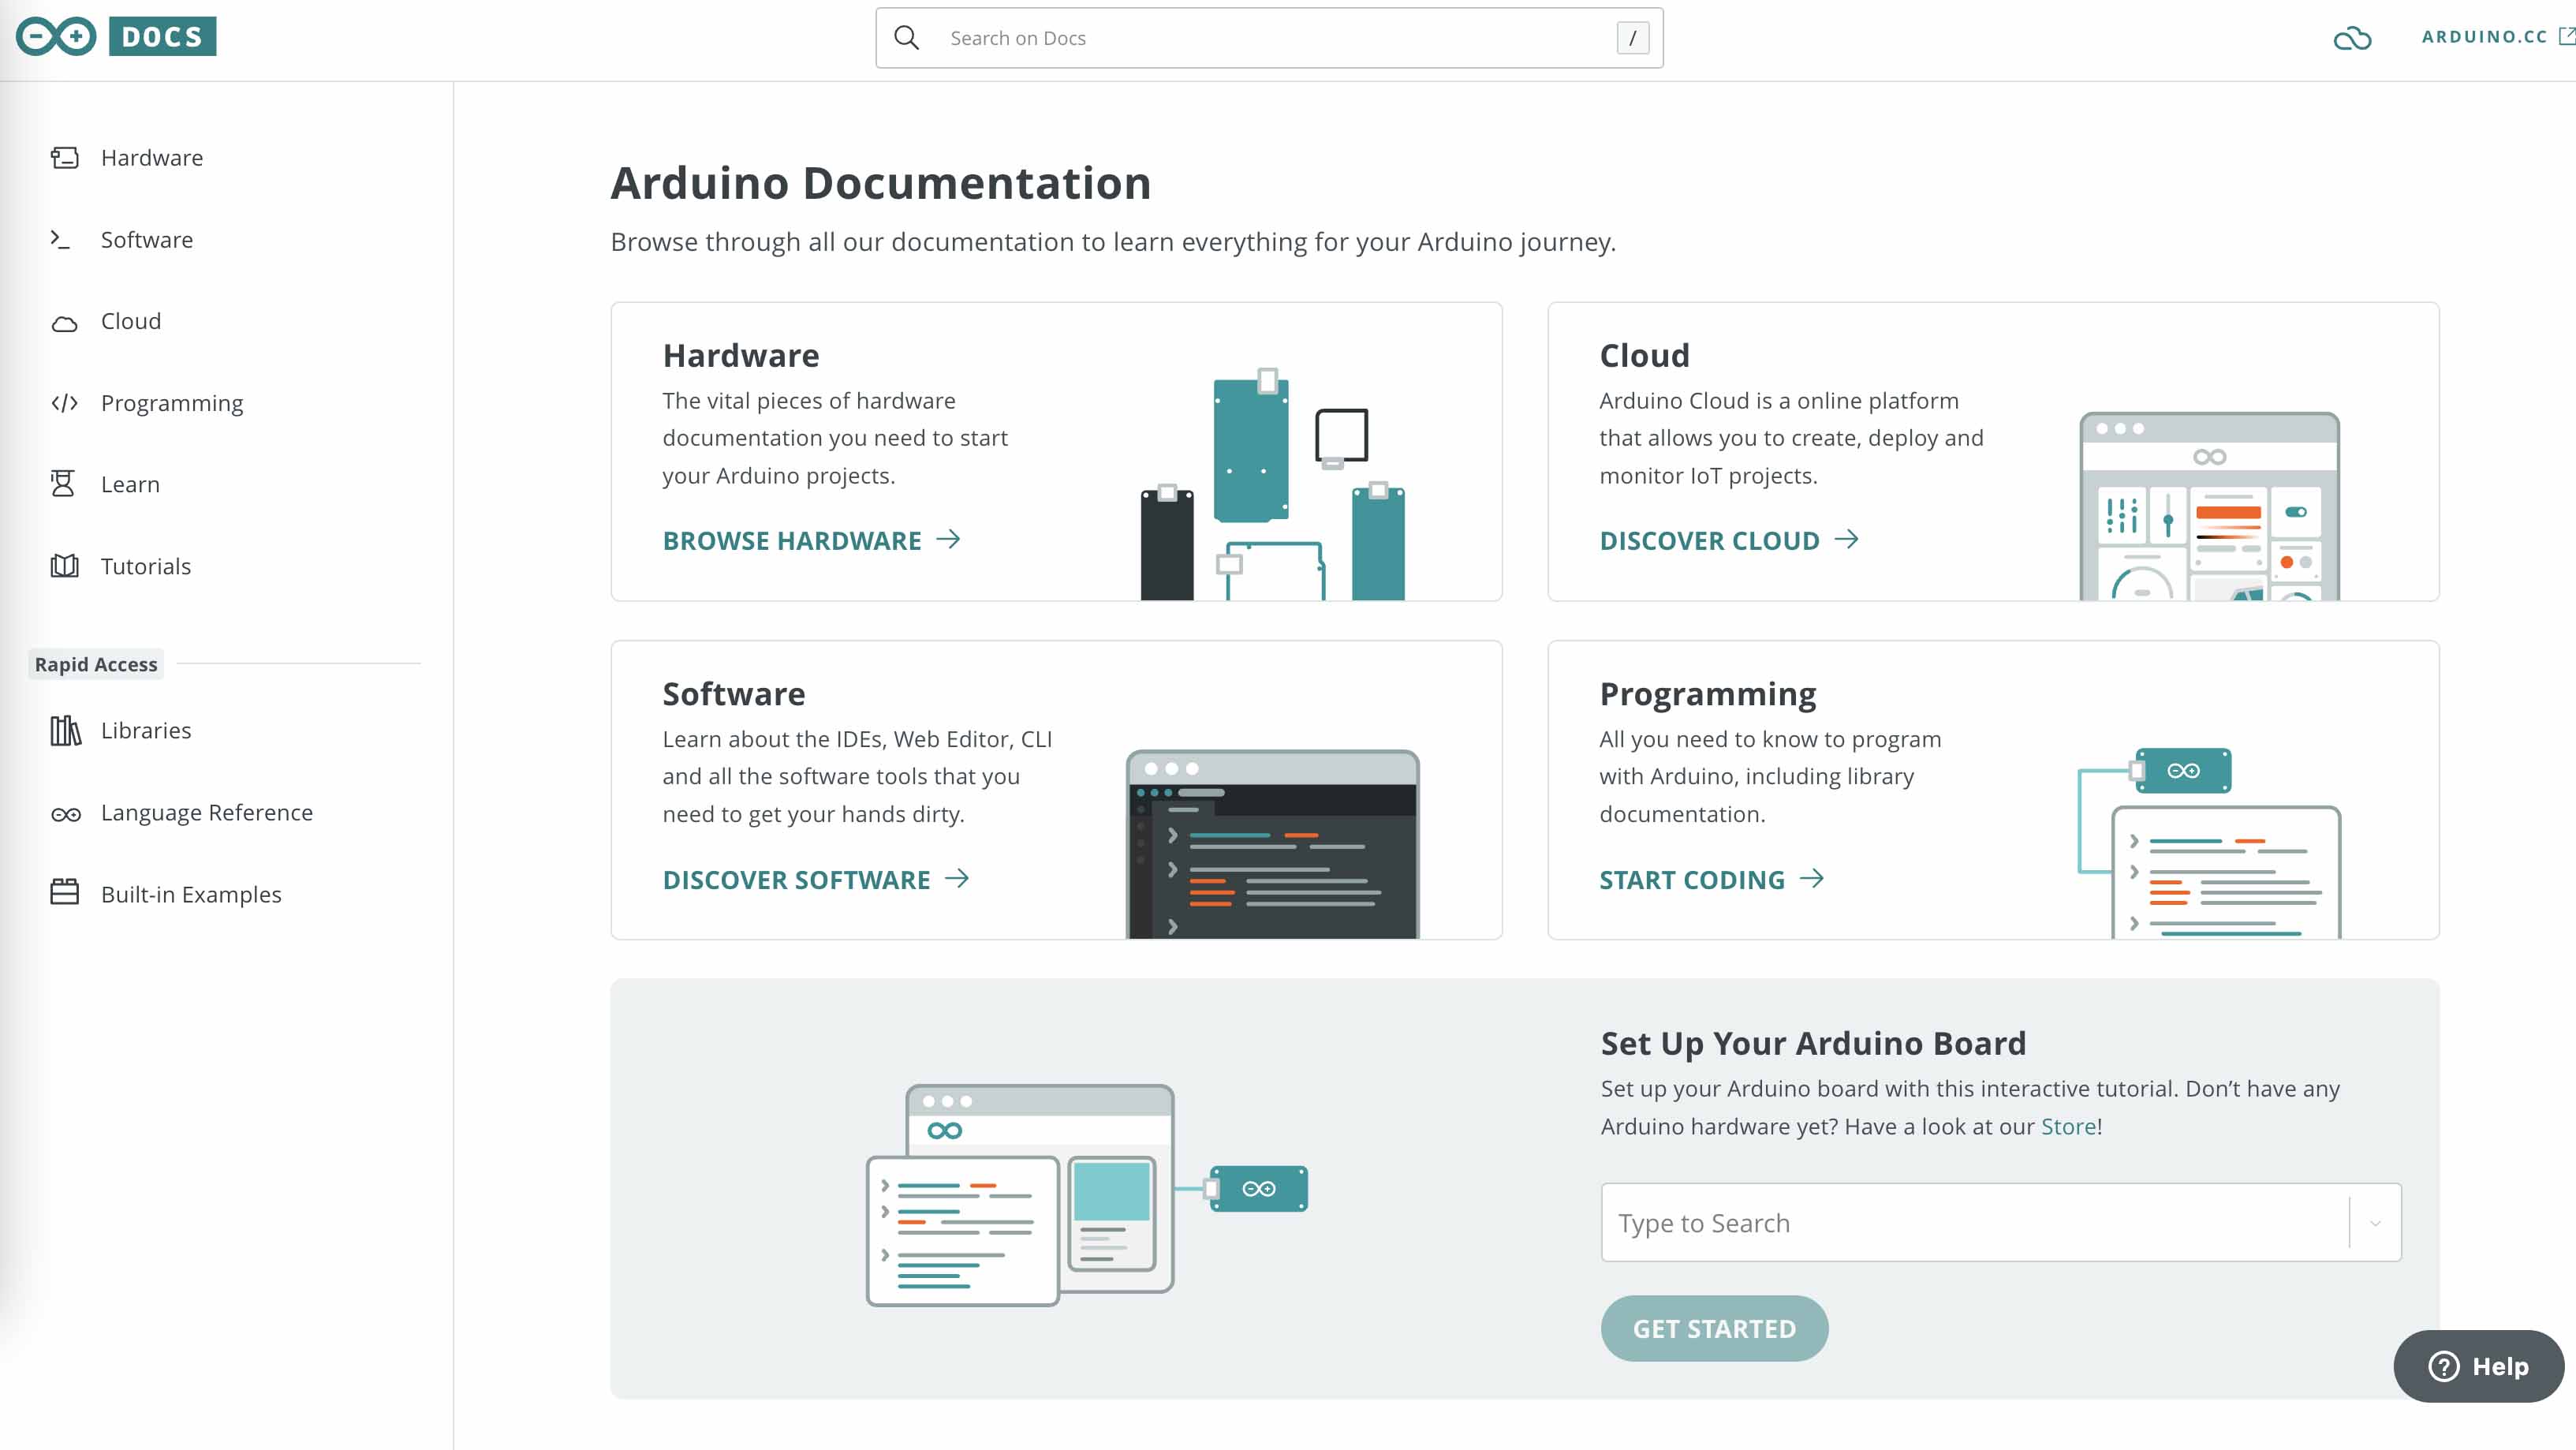 DOCS
Search on Docs
/
ARDUINO.CC
Hardware
Software
Cloud
Programming
Learn
Tutorials
Rapid Access
Libraries
Language Reference
Built-in Examples
Arduino Documentation
Browse through all our documentation to learn everything for your Arduino journey.
Hardware
The vital pieces of hardware
documentation you need to start
your Arduino projects.
BROWSE HARDWARE
Cloud
Arduino Cloud is a online platform
that allows you to create, deploy and
monitor IoT projects.
DISCOVER CLOUD
Software
Learn about the IDEs, Web Editor, CLI
and all the software tools that you
need to get your hands dirty.
DISCOVER SOFTWARE
Programming
All you need to know to program
with Arduino, including library
documentation.
START CODING
Set Up Your Arduino Board
Set up your Arduino board with this interactive tutorial. Don’t have any
Arduino hardware yet? Have a look at our Store!
Type to Search
GET STARTED
Help